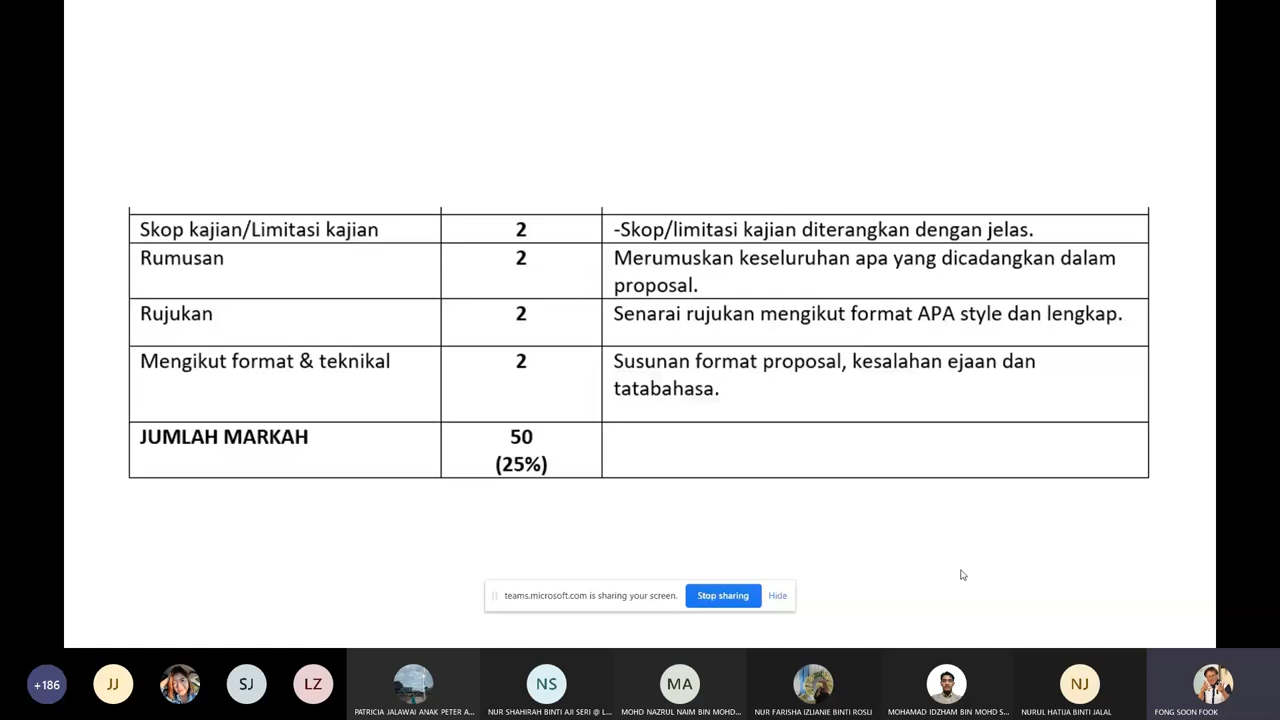 Skop kajian/Limitasi kajian 2 -Skop/limitasi kajian diterangkan dengan jelas.
Rumusan 2 Merumuskan keseluruhan apa yang dicadangkan dalam
proposal.
Rujukan 2 Senarai rujukan mengikut format APA style dan lengkap.
Mengikut format & teknikal 2 Susunan format proposal, kesalahan ejaan dan
tatabahasa.
JUMLAH MARKAH 50
(25%)
teams.microsoft.com is sharing your screen. Stop sharing Hide
+186 JJ SJ LZ NS MA NJ
PATRICIA JALAWAI ANAK PETER A... NUR SHAHIRAH BINTI AJI SERI @ L... MOHD NAZRUL NAIM BIN MOHD... NUR FARISHA IZLIANIE BINTI ROSLI MOHAMAD IDZHAM BIN MOHD S... NURUL HATIJA BINTI JALAL FONG SOON FOOK